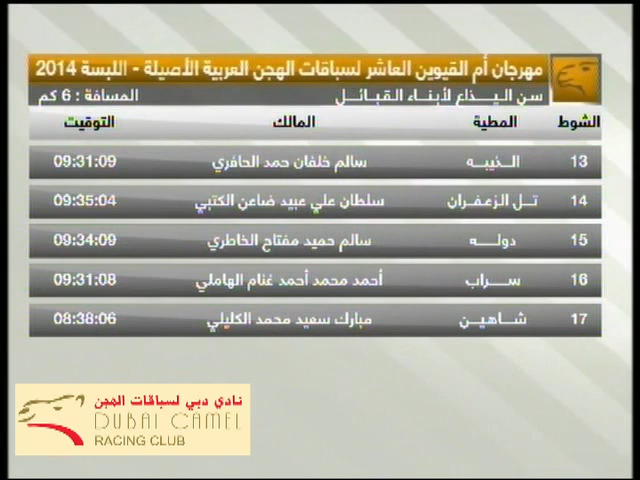 مهرجان أم القيوين العاشر لسباقات الهجن العربية الأصيلة - اللبسة 2014
سن اليذاع لأبناء القبائل المسافة : 6 كم
الشوط المطية المالك التوقيت
13 الذيبه سالم خلفان حمد الحافري 09:31:09
14 تل الزعفران سلطان علي عبيد ضاعن الكتبي 09:35:04
15 دوله سالم حميد مفتاح الخاطري 09:34:09
16 سراب أحمد محمد أحمد غنام الهاملي 09:31:08
17 شاهين مبارك سعيد محمد الكليلي 08:38:06
نادي دبي لسباقات الهجن
DUBAI CAMEL
RACING CLUB